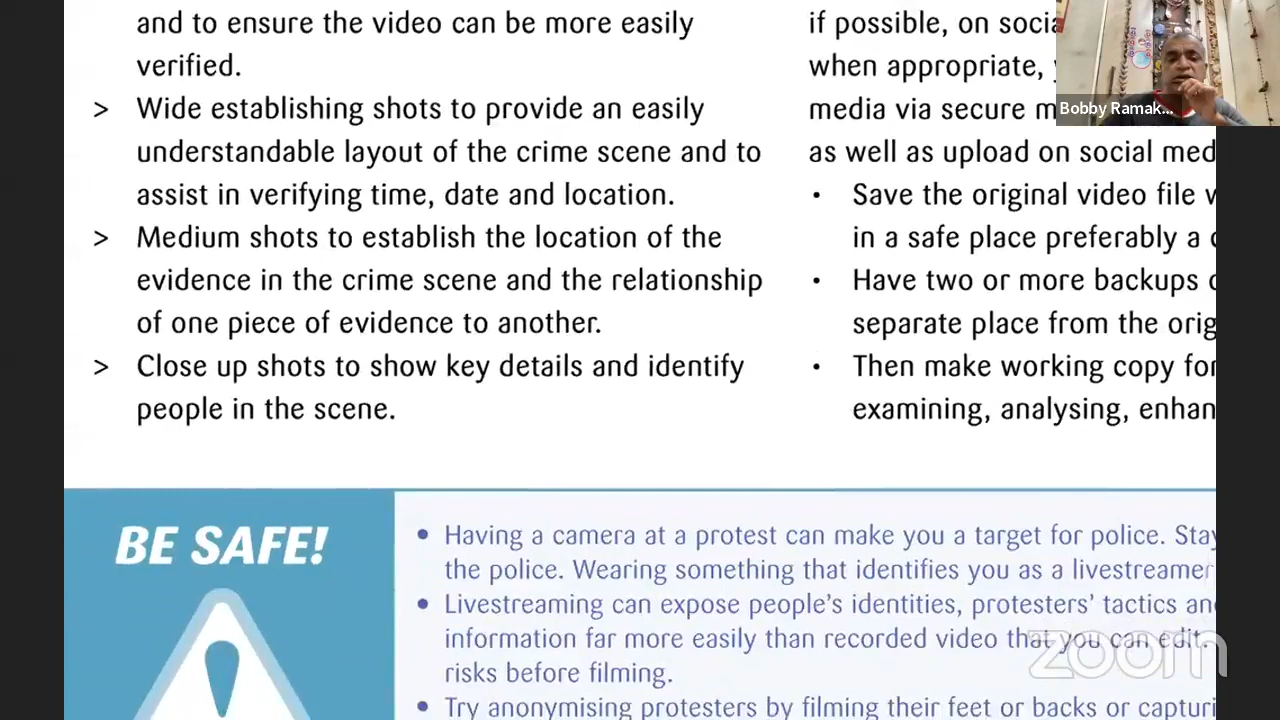 and to ensure the video can be more easily
verified.
> Wide establishing shots to provide an easily
understandable layout of the crime scene and to
assist in verifying time, date and location.
> Medium shots to establish the location of the
evidence in the crime scene and the relationship
of one piece of evidence to another.
> Close up shots to show key details and identify
people in the scene.
if possible, on
when appropriate,
media via secure
as well as upload on social
• Save the original video file
in a safe place preferably a
• Have two or more backups
separate place from the
• Then make working copy
examining, analysing,
Bobby Ramak...
BE SAFE!
• Having a camera at a protest can make you a target for police.
the police. Wearing something that identifies you as a livestreamer
• Livestreaming can expose people's identities, protesters' tactics
information far more easily than recorded video that you can edit.
risks before filming.
• Try anonymising protesters by filming their feet or backs or
zoom